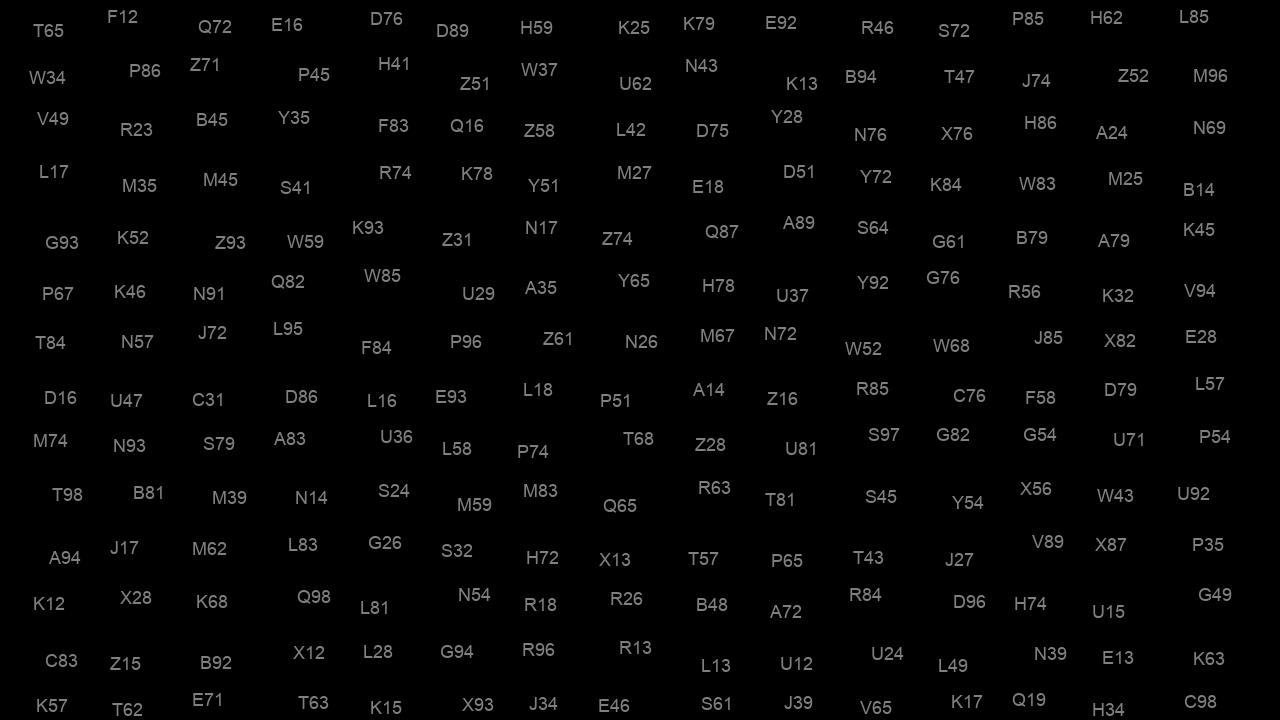 T65 F12 Q72 E16 D76 D89 H59 K25 K79 E92 R46 S72 P85 H62 L85
W34 P86 Z71 P45 H41 Z51 W37 U62 N43 K13 B94 T47 J74 Z52 M96
V49 R23 B45 Y35 F83 Q16 Z58 L42 D75 Y28 N76 X76 H86 A24 N69
L17 M35 M45 S41 R74 K78 Y51 M27 E18 D51 Y72 K84 W83 M25 B14
G93 K52 Z93 W59 K93 Z31 N17 Z74 Q87 A89 S64 G61 B79 A79 K45
P67 K46 N91 Q82 W85 U29 A35 Y65 H78 U37 Y92 G76 R56 K32 V94
T84 N57 J72 L95 F84 P96 Z61 N26 M67 N72 W52 W68 J85 X82 E28
D16 U47 C31 D86 L16 E93 L18 P51 A14 Z16 R85 C76 F58 D79 L57
M74 N93 S79 A83 U36 L58 P74 T68 Z28 U81 S97 G82 G54 U71 P54
T98 B81 M39 N14 S24 M59 M83 Q65 R63 T81 S45 Y54 X56 W43 U92
A94 J17 M62 L83 G26 S32 H72 X13 T57 P65 T43 J27 V89 X87 P35
K12 X28 K68 Q98 L81 N54 R18 R26 B48 A72 R84 D96 H74 U15 G49
C83 Z15 B92 X12 L28 G94 R96 R13 L13 U12 U24 L49 N39 E13 K63
K57 T62 E71 T63 K15 X93 J34 E46 S61 J39 V65 K17 Q19 H34 C98